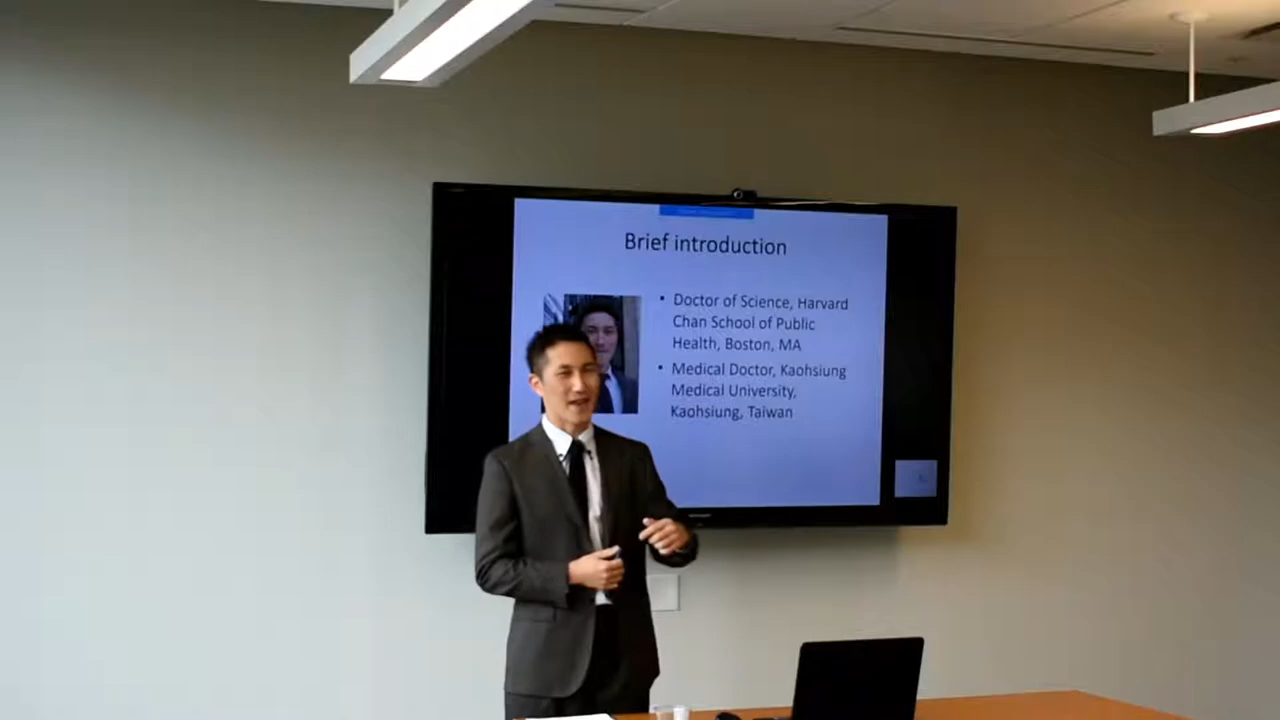 Brief introduction
• Doctor of Science, Harvard
Chan School of Public
Health, Boston, MA
• Medical Doctor, Kaohsiung
Medical University,
Kaohsiung, Taiwan